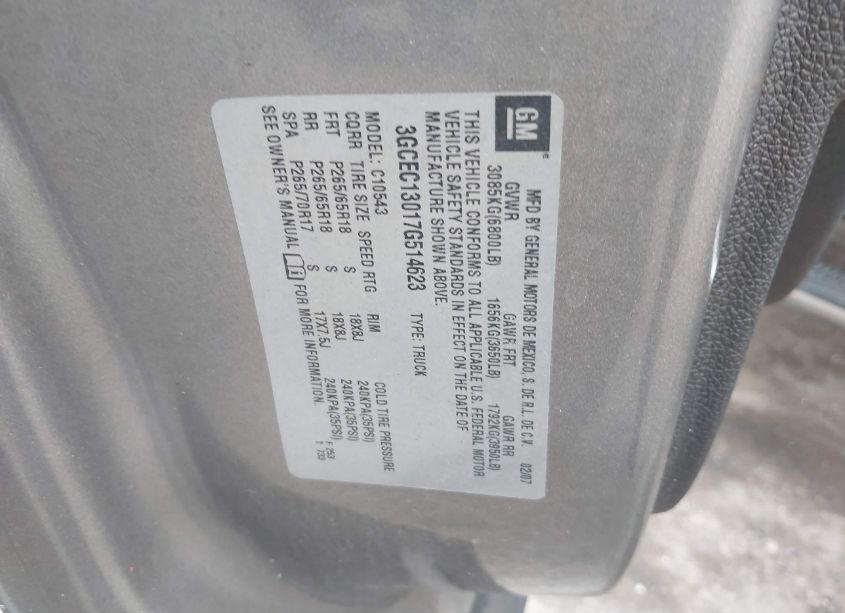 GM
MFD BY GENERAL MOTORS DE MEXICO, S. DE R.L. DE C.V. 02/07
GVWR GAWR FRT GAWR RR
3085KG(6800LB) 1656KG(3650LB) 1792KG(3950LB)
THIS VEHICLE CONFORMS TO ALL APPLICABLE U.S. FEDERAL MOTOR
VEHICLE SAFETY STANDARDS IN EFFECT ON THE DATE OF
MANUFACTURE SHOWN ABOVE.
3GCEC13017G514623 TYPE: TRUCK
MODEL: C10543
CQRR TIRE SIZE SPEED RTG RIM COLD TIRE PRESSURE
FRT P265/65R18 S 18X8J 240KPA(35PSI)
RR P265/65R18 S 18X8J 240KPA(35PSI)
SPA P265/70R17 S 17X7.5J 240KPA(35PSI)
SEE OWNER'S MANUAL i FOR MORE INFORMATION.
F 153
T 733